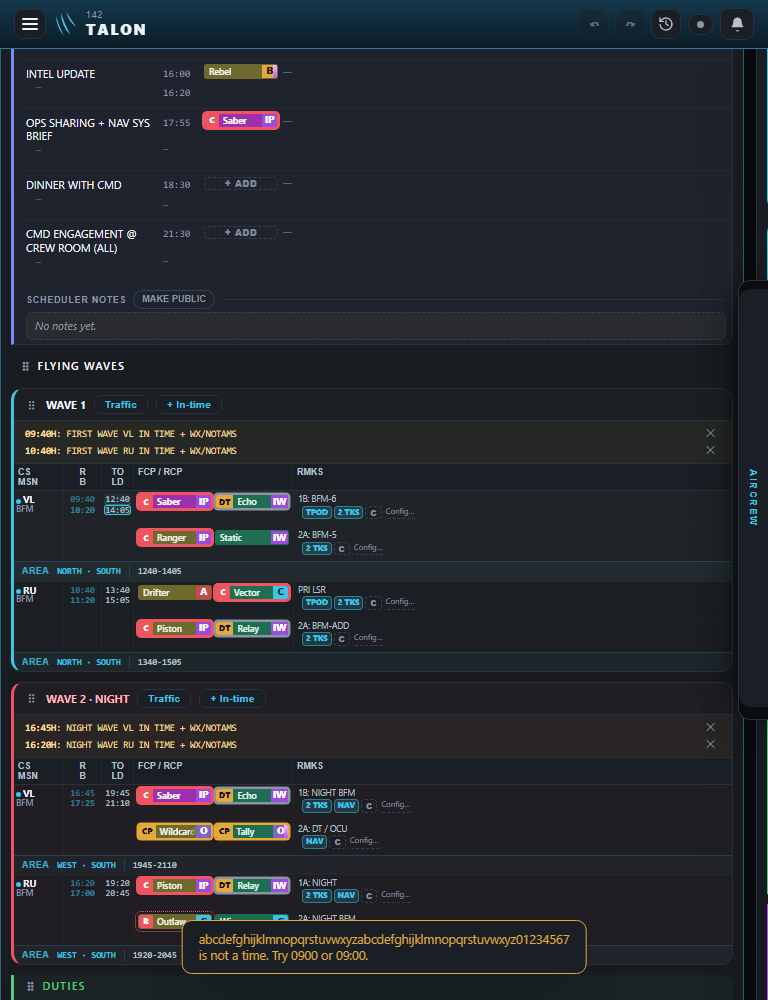 142
TALON
INTEL UPDATE 16:00 Rebel B —
– 16:20
OPS SHARING + NAV SYS 17:55 C Saber IP —
BRIEF
– –
DINNER WITH CMD 18:30 + ADD —
– –
CMD ENGAGEMENT @ 21:30 + ADD —
CREW ROOM (ALL)
– –
SCHEDULER NOTES MAKE PUBLIC
No notes yet.
FLYING WAVES
WAVE 1 Traffic + In-time
09:40H: FIRST WAVE VL IN TIME + WX/NOTAMS
10:40H: FIRST WAVE RU IN TIME + WX/NOTAMS
CS R TO FCP / RCP RMKS
MSN B LD
VL 09:40 12:40 C Saber IP DT Echo IW 1B: BFM-6
BFM 10:20 14:05 TPOD 2 TKS C Config...
C Ranger IP Static IW 2A: BFM-5
2 TKS C Config...
AREA NORTH · SOUTH 1240-1405
RU 10:40 13:40 Drifter A C Vector C PRI LSR
BFM 11:20 15:05 TPOD 2 TKS C Config...
C Piston IP DT Relay IW 2A: BFM-ADD
2 TKS C Config...
AREA NORTH · SOUTH 1340-1505
WAVE 2 · NIGHT Traffic + In-time
16:45H: NIGHT WAVE VL IN TIME + WX/NOTAMS
16:20H: NIGHT WAVE RU IN TIME + WX/NOTAMS
CS R TO FCP / RCP RMKS
MSN B LD
VL 16:45 19:45 C Saber IP DT Echo IW 1B: NIGHT BFM
BFM 17:25 21:10 2 TKS NAV C Config...
CP Wildcard O CP Tally O 2A: DT / OCU
NAV C Config...
AREA WEST · SOUTH 1945-2110
RU 16:20 19:20 C Piston IP DT Relay IW 1A: NIGHT
BFM 17:00 20:45 2 TKS NAV C Config...
R Outlaw 2A: NIGHT BFM
AREA WEST · SOUTH 1920-2045
abcdefghijklmnopqrstuvwxyzabcdefghijklmnopqrstuvwxyz01234567
is not a time. Try 0900 or 09:00.
DUTIES
AIRCREW